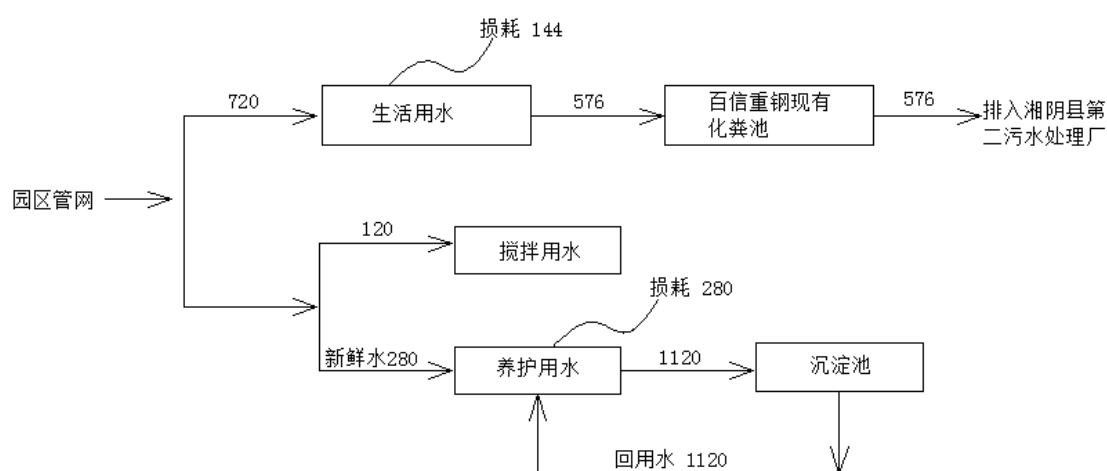 损耗 144
720
生活用水
576
百信重钢现有
化粪池
576
排入湘阴县第
二污水处理厂
园区管网
120
搅拌用水
损耗 280
新鲜水280
养护用水
1120
沉淀池
回用水 1120